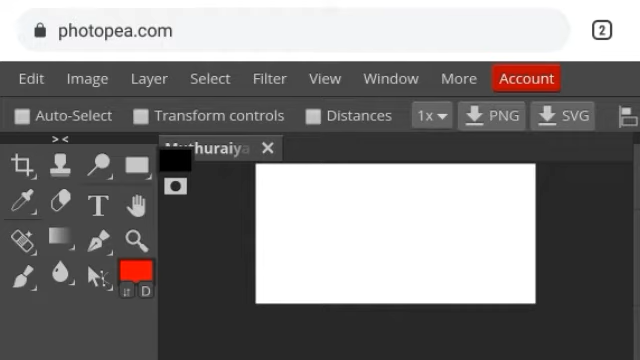 photopea.com
2
Edit Image Layer Select Filter View Window More Account
Auto-Select Transform controls Distances 1x PNG SVG
> <
Muthuraiya
T
D